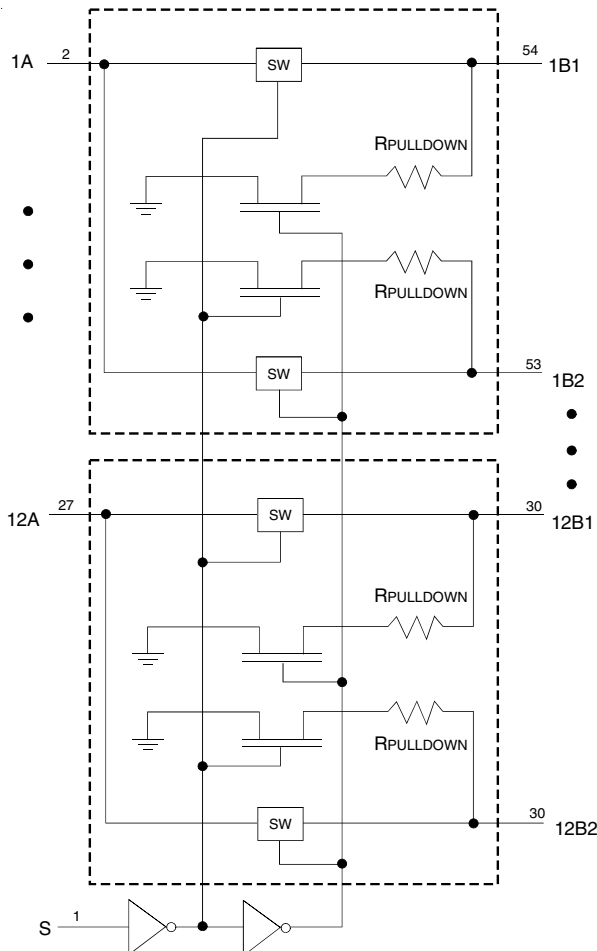 1A 2 SW 54 1B1
RPULLDOWN
RPULLDOWN
SW 53 1B2
12A 27 SW 30 12B1
RPULLDOWN
RPULLDOWN
SW 30 12B2
S 1